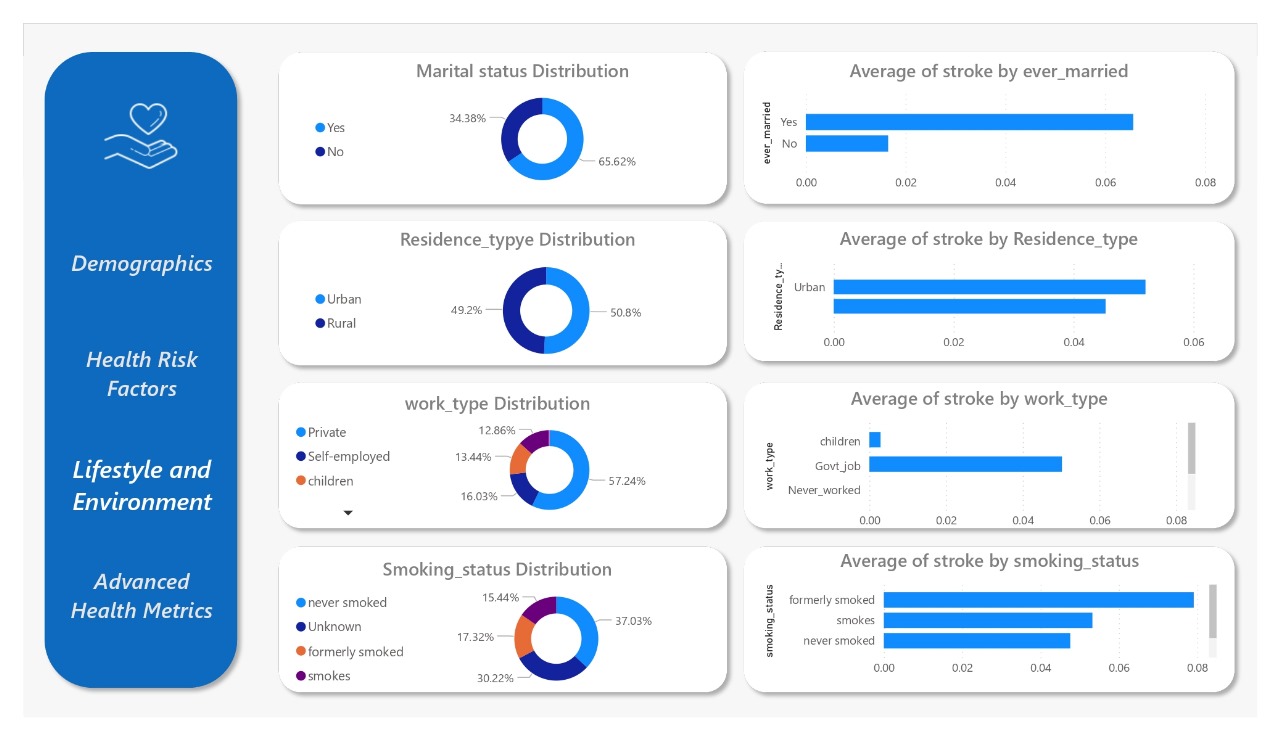 Demographics
Health Risk
Factors
Lifestyle and
Environment
Advanced
Health Metrics
Marital status Distribution
Yes
No
34.38%
65.62%
Average of stroke by ever_married
ever_married
Yes
No
0.00
0.02
0.04
0.06
0.08
Residence_typye Distribution
Urban
Rural
49.2%
50.8%
Average of stroke by Residence_type
Residence_ty...
Urban
0.00
0.02
0.04
0.06
work_type Distribution
Private
Self-employed
children
12.86%
13.44%
16.03%
57.24%
Average of stroke by work_type
work_type
children
Govt_job
Never_worked
0.00
0.02
0.04
0.06
0.08
Smoking_status Distribution
never smoked
Unknown
formerly smoked
smokes
15.44%
17.32%
30.22%
37.03%
Average of stroke by smoking_status
smoking_status
formerly smoked
smokes
never smoked
0.00
0.02
0.04
0.06
0.08